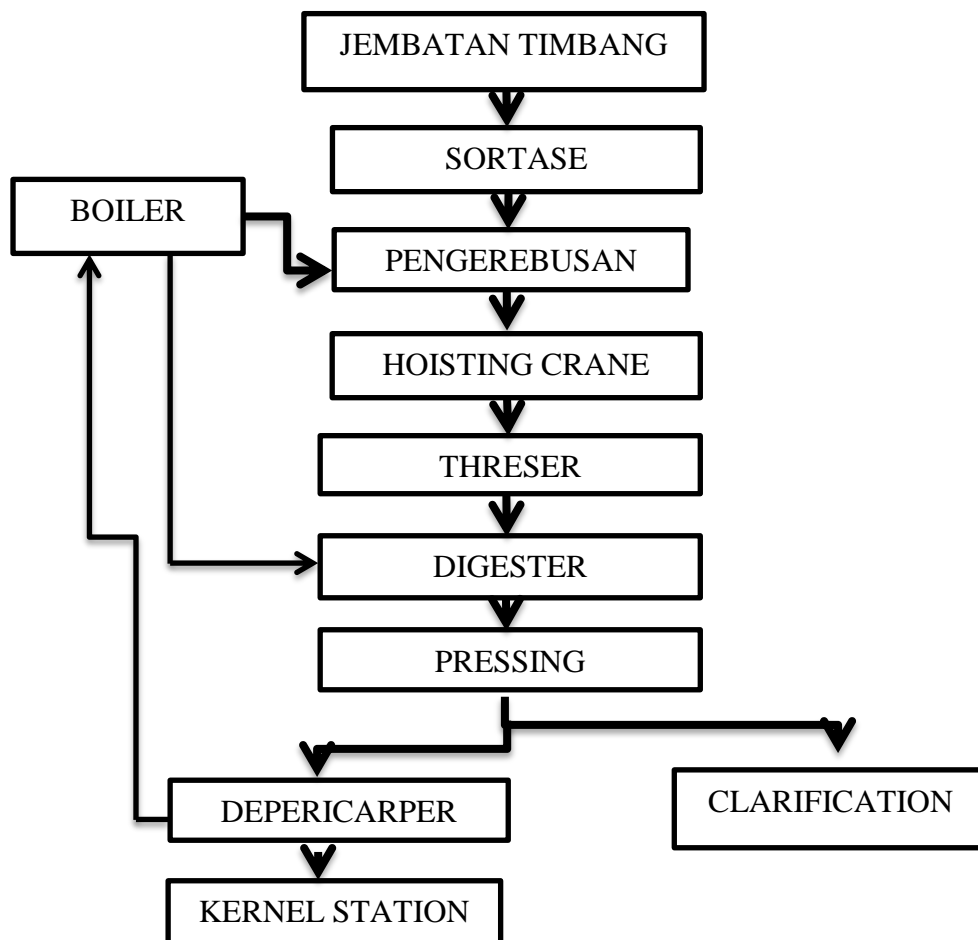 JEMBATAN TIMBANG
SORTASE
BOILER
PENGEREBUSAN
HOISTING CRANE
THRESER
DIGESTER
PRESSING
DEPERICARPER
CLARIFICATION
KERNEL STATION